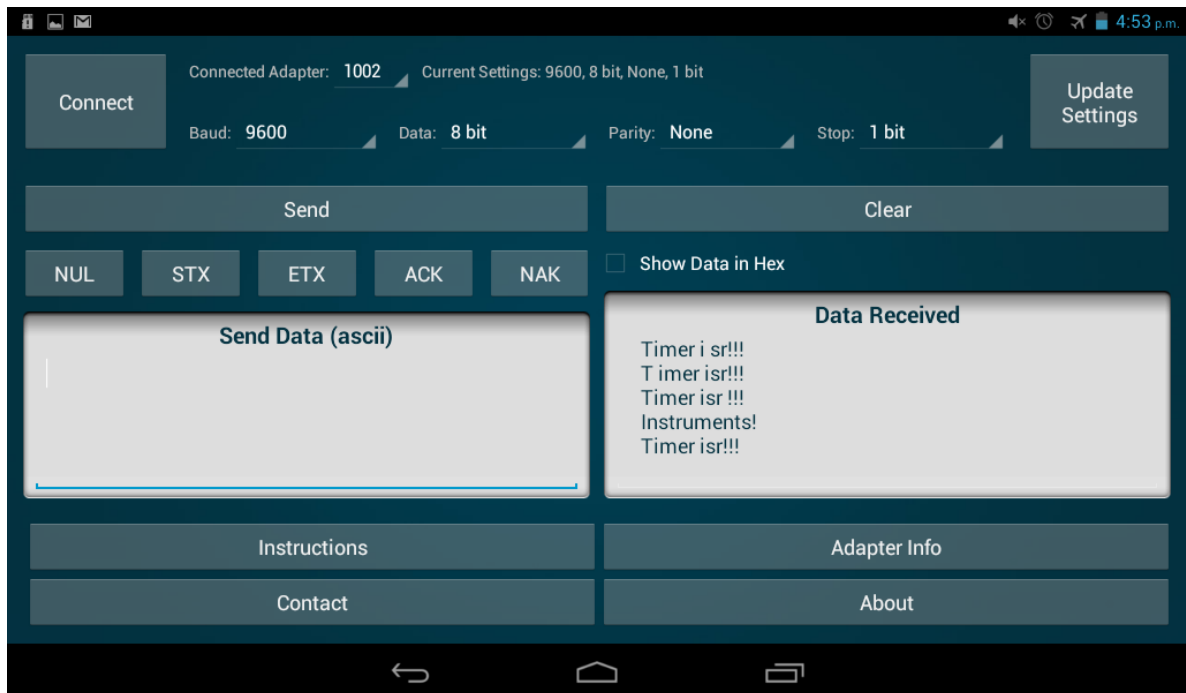 4:53 p.m.
Connect
Connected Adapter: 1002 Current Settings: 9600, 8 bit, None, 1 bit
Baud: 9600 Data: 8 bit Parity: None Stop: 1 bit
Update
Settings
Send
Clear
NUL STX ETX ACK NAK
Show Data in Hex
Send Data (ascii)
Data Received
Timer i sr!!!
T imer isr!!!
Timer isr !!!
Instruments!
Timer isr!!!
Instructions
Adapter Info
Contact
About